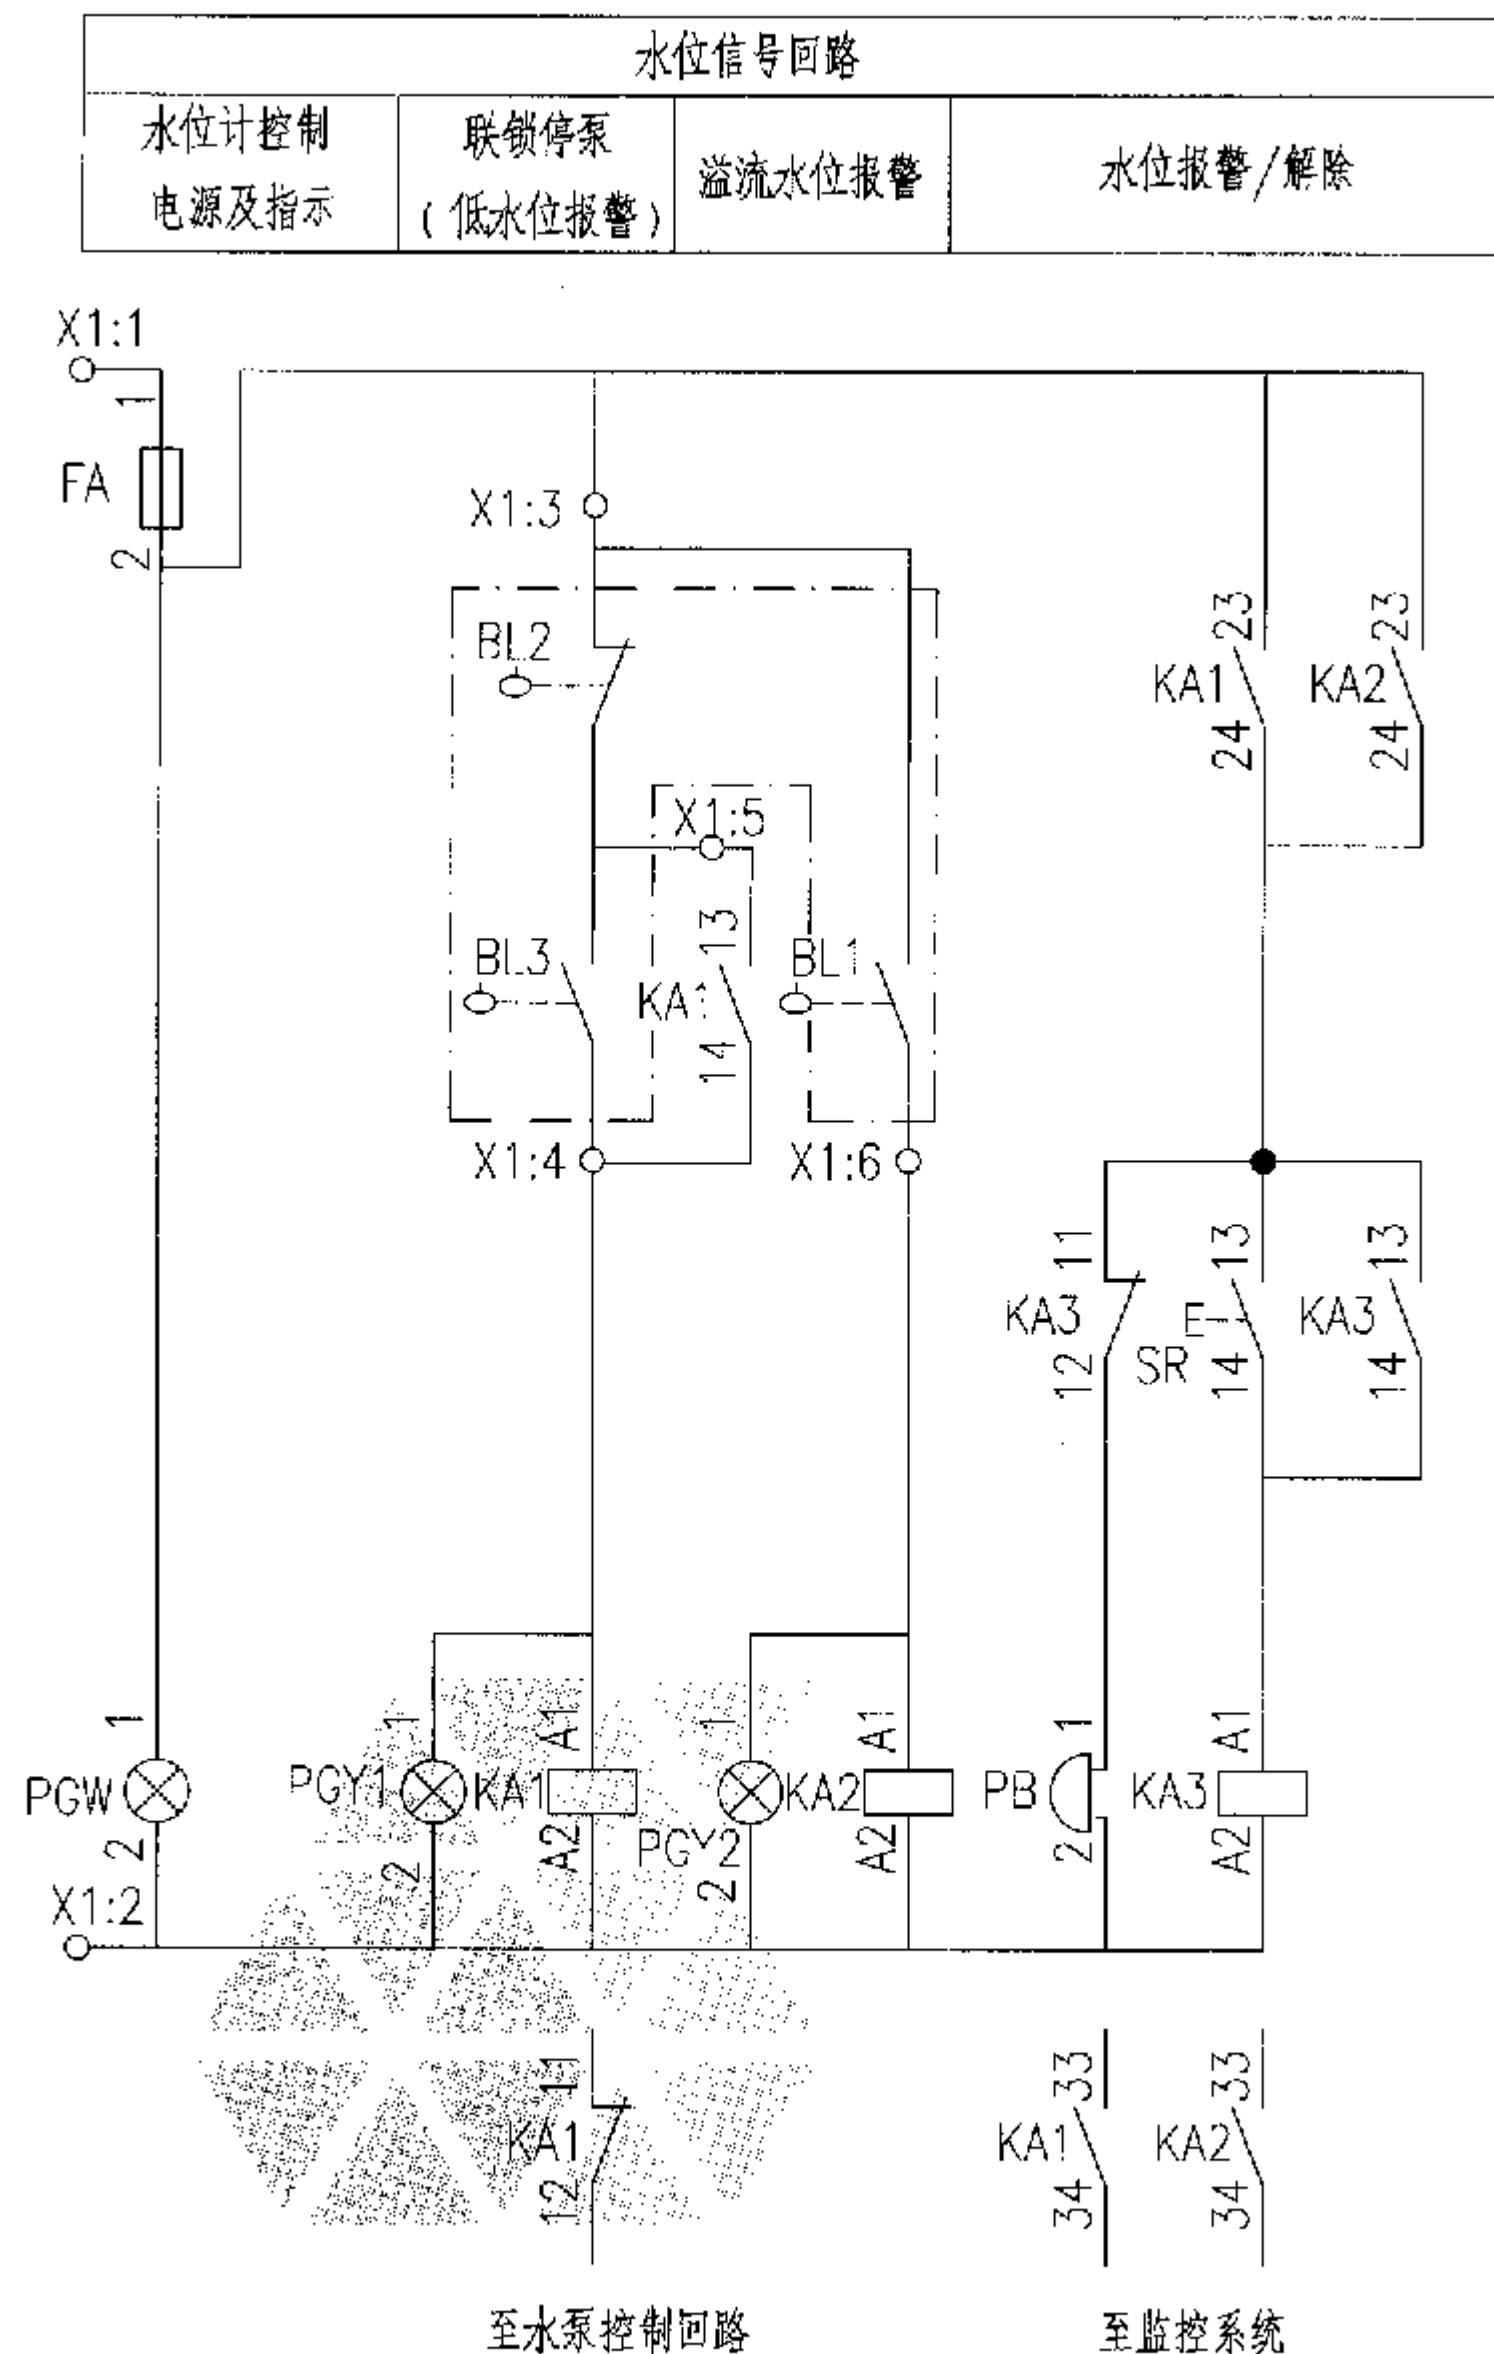 水位信号回路
水位计控制
电源及指示
联锁停泵
(低水位报警)
溢流水位报警
水位报警/解除
X1:1
1
FA
2
X1:3
BL2
23
KA1
24
23
KA2
24
X1:5
BL3
13
KA1
14
BL1
X1:4
X1:6
11
KA3
12
13
E
SR
14
13
KA3
14
1
PGW
2
X1:2
1
PGY1
2
A1
KA1
A2
1
PGY2
2
A1
KA2
A2
1
PB
2
A1
KA3
A2
11
KA1
12
33
KA1
34
33
KA2
34
至水泵控制回路
至监控系统